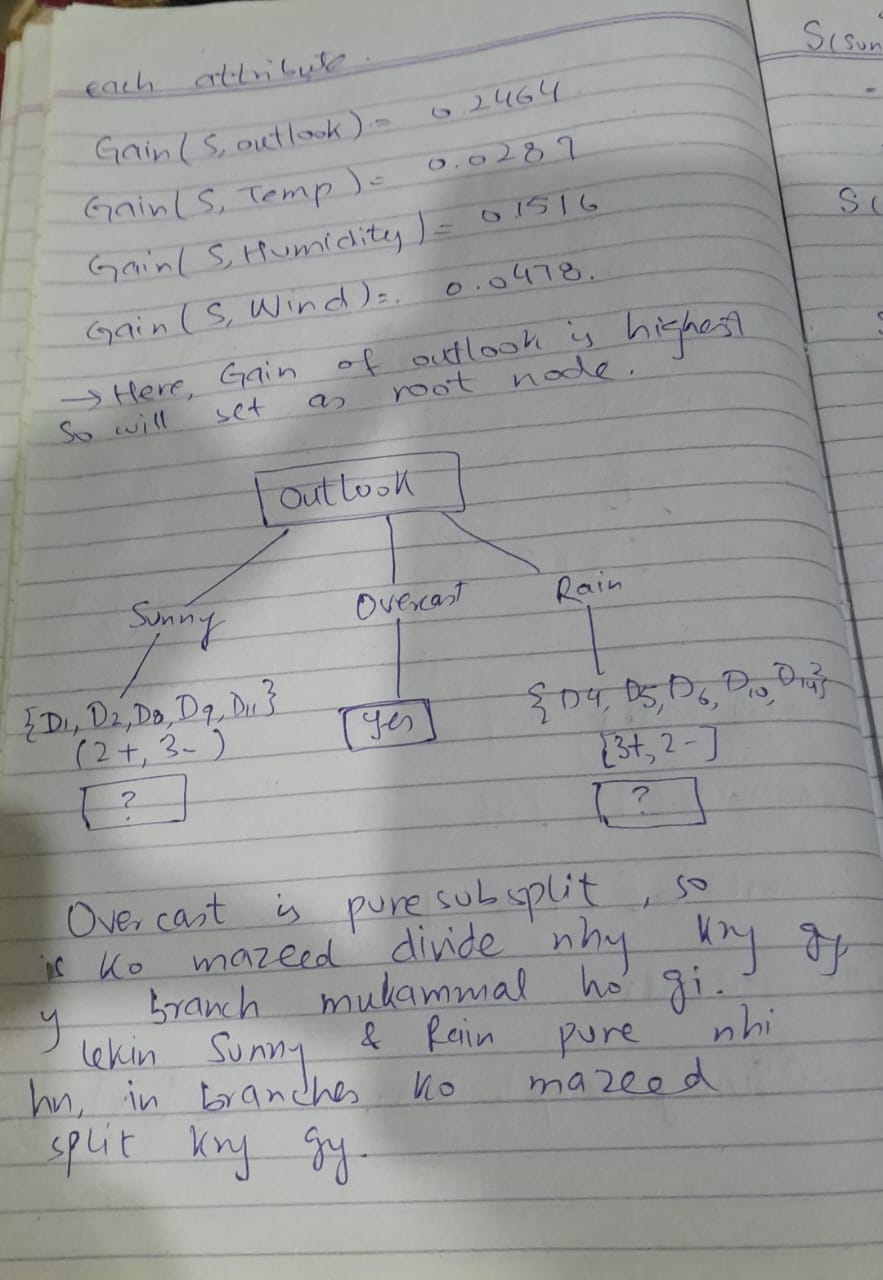 each attribute.
Gain(S, outlook) = 0.2464
Gain(S, Temp) = 0.0289
Gain(S, Humidity) = 0.1516
Gain(S, Wind) = 0.0478.
→ Here, Gain of outlook is highest
So will set as root node.
Outlook
Sunny Overcast Rain
{D1, D2, D8, D9, D11} Yes {D4, D5, D6, D10, D14}
(2+, 3-) [3+, 2-]
? ?
Overcast is pure subsplit, so
is ko mazeed divide nhy kry gy
y branch mukammal ho gi.
lekin Sunny & Rain pure nhi
hn, in branches ko mazeed
split kry gy.
S(sun
S(